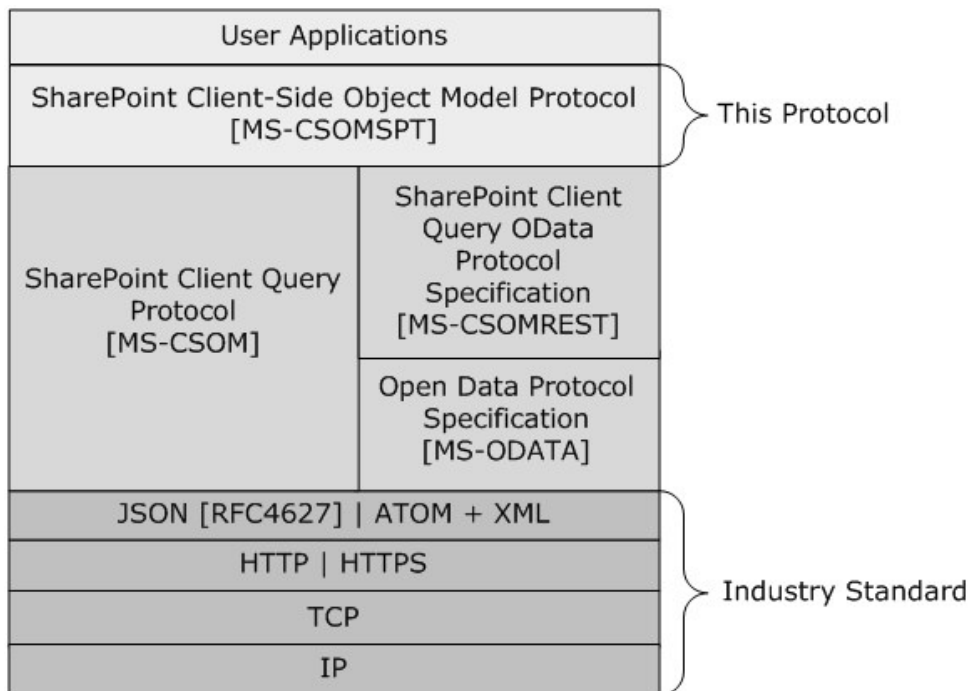 User Applications
SharePoint Client-Side Object Model Protocol
[MS-CSOMSPT]
This Protocol
SharePoint Client Query
Protocol
[MS-CSOM]
SharePoint Client
Query OData
Protocol
Specification
[MS-CSOMREST]
Open Data Protocol
Specification
[MS-ODATA]
JSON [RFC4627] | ATOM + XML
HTTP | HTTPS
TCP
IP
Industry Standard